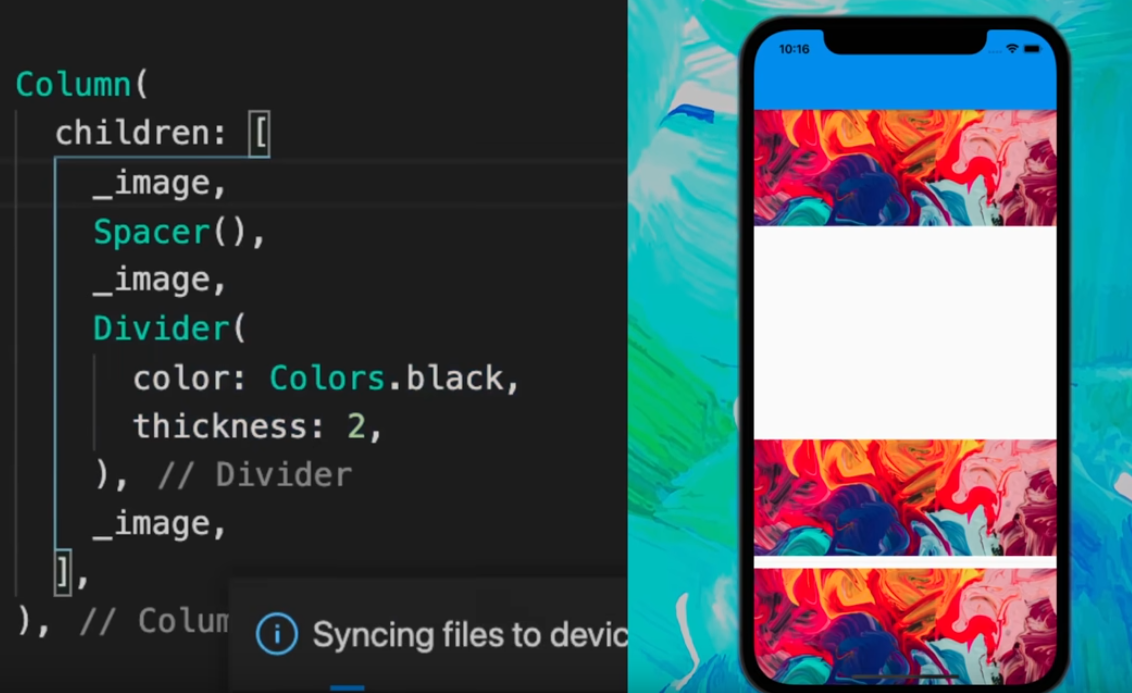 Column(
children: [
_image,
Spacer(),
_image,
Divider(
color: Colors.black,
thickness: 2,
), // Divider
_image,
],
), // Colum
Syncing files to devic
10:16